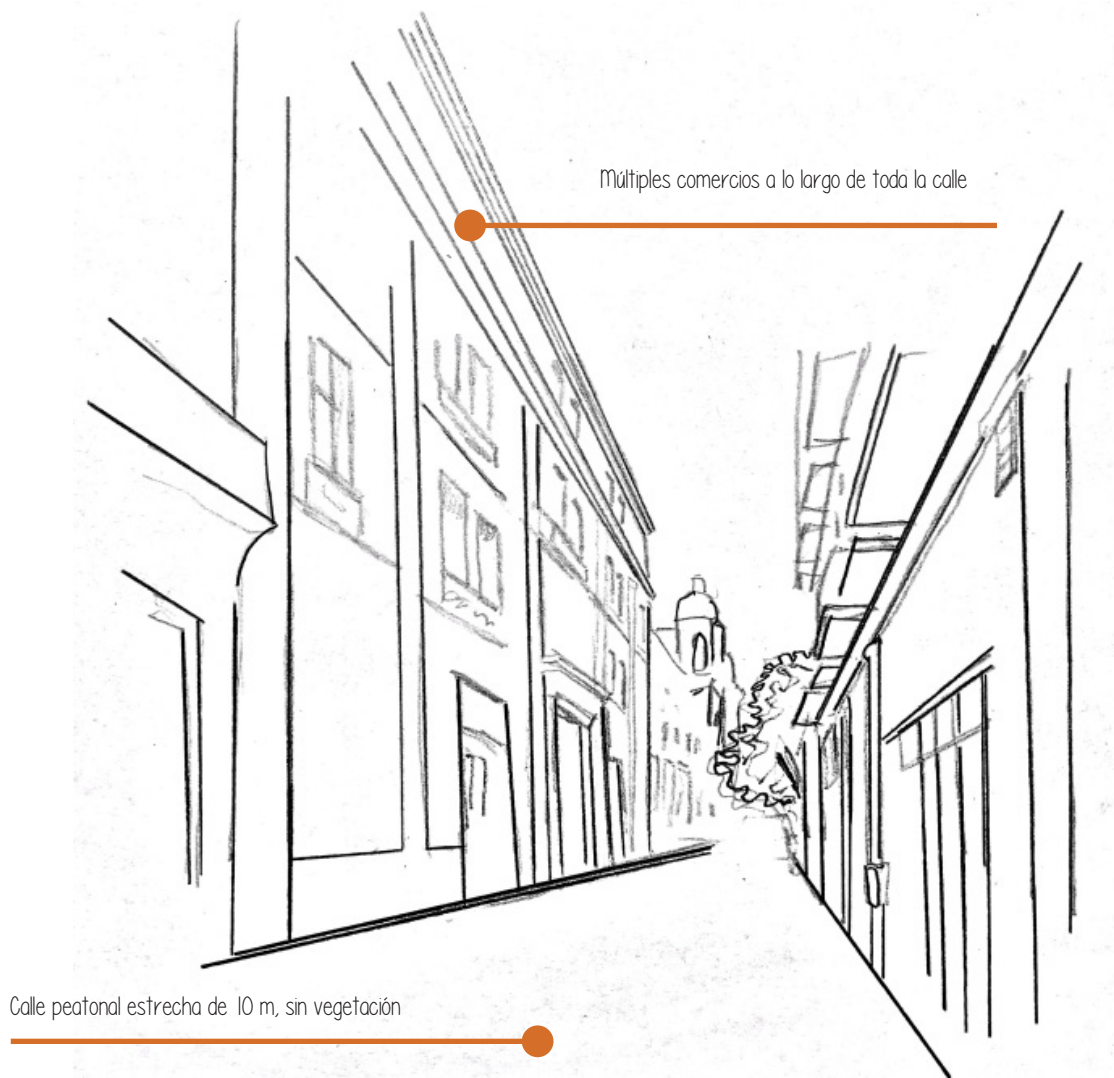 Múltiples comercios a lo largo de toda la calle
Calle peatonal estrecha de 10 m, sin vegetación